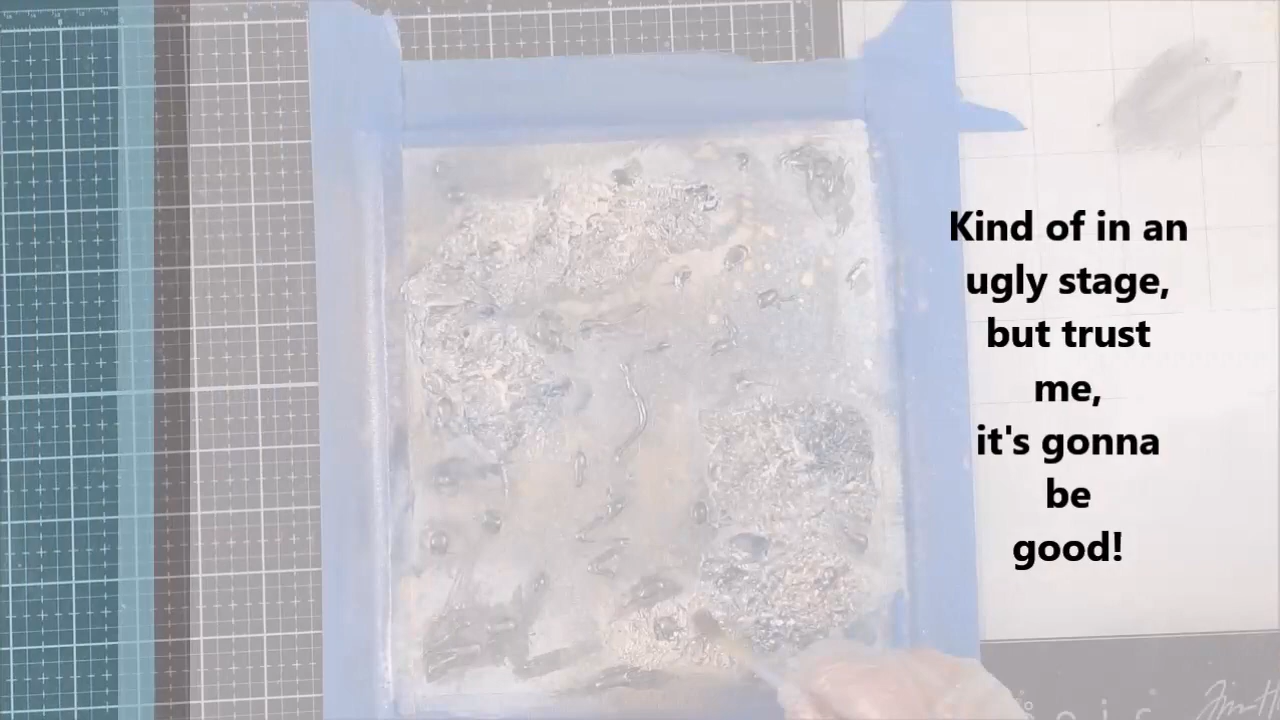 Kind of in an
ugly stage,
but trust
me,
it's gonna
be
good!